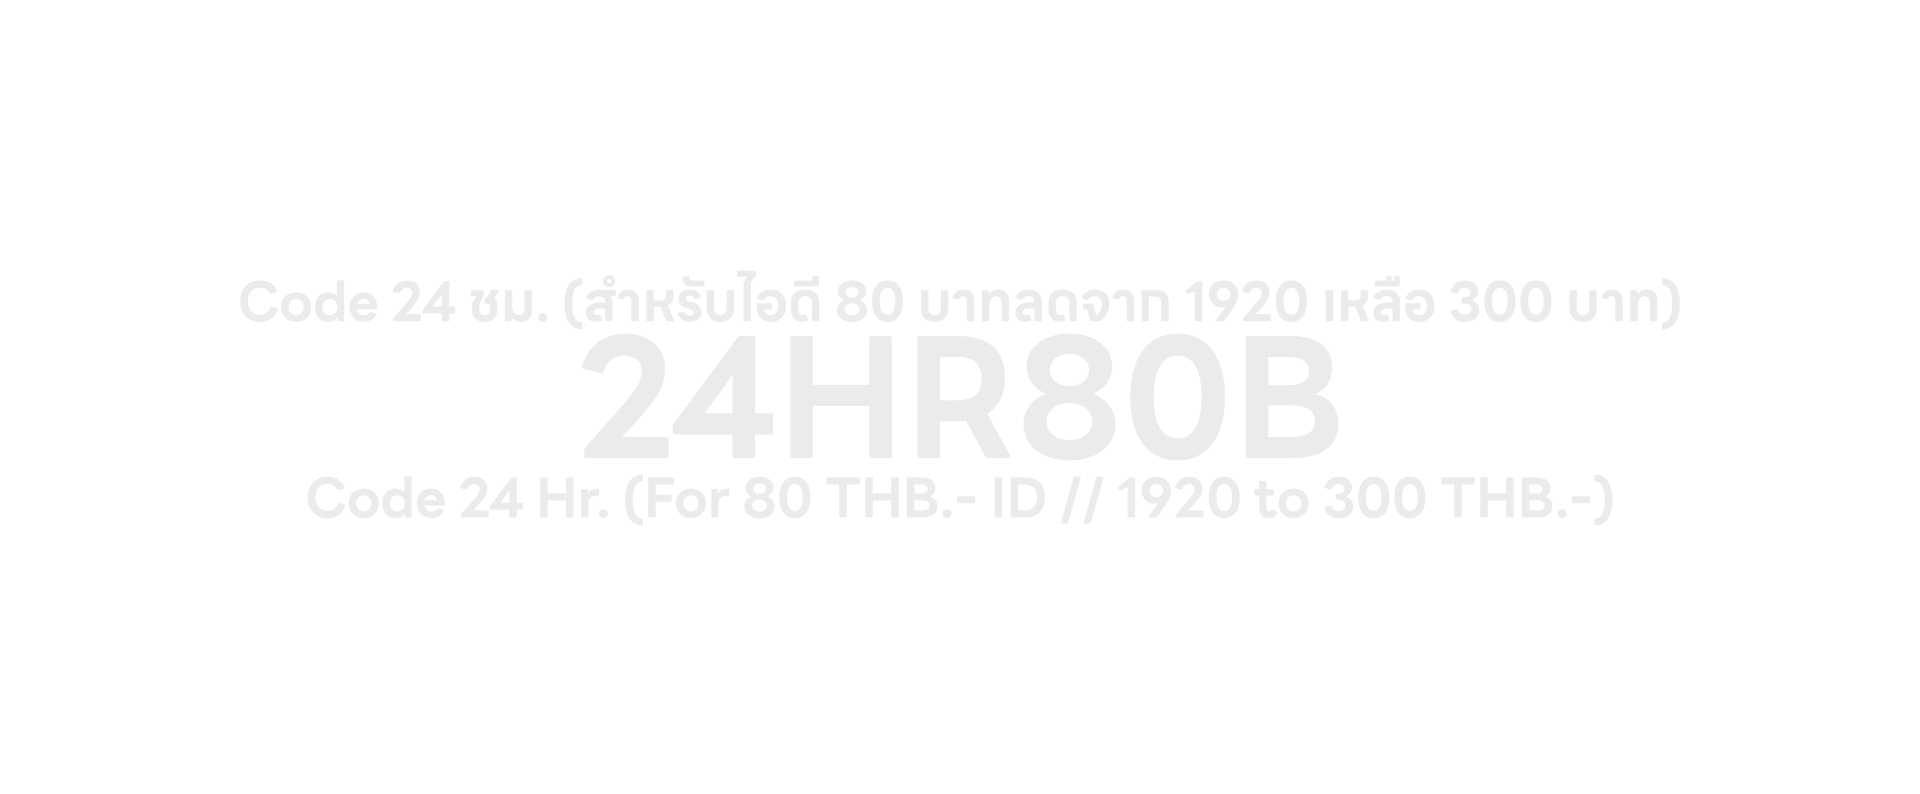 Code 24 ชม. (สำหรับไอดี 80 บาทลดจาก 1920 เหลือ 300 บาท)
24HR80B
Code 24 Hr. (For 80 THB.- ID // 1920 to 300 THB.-)